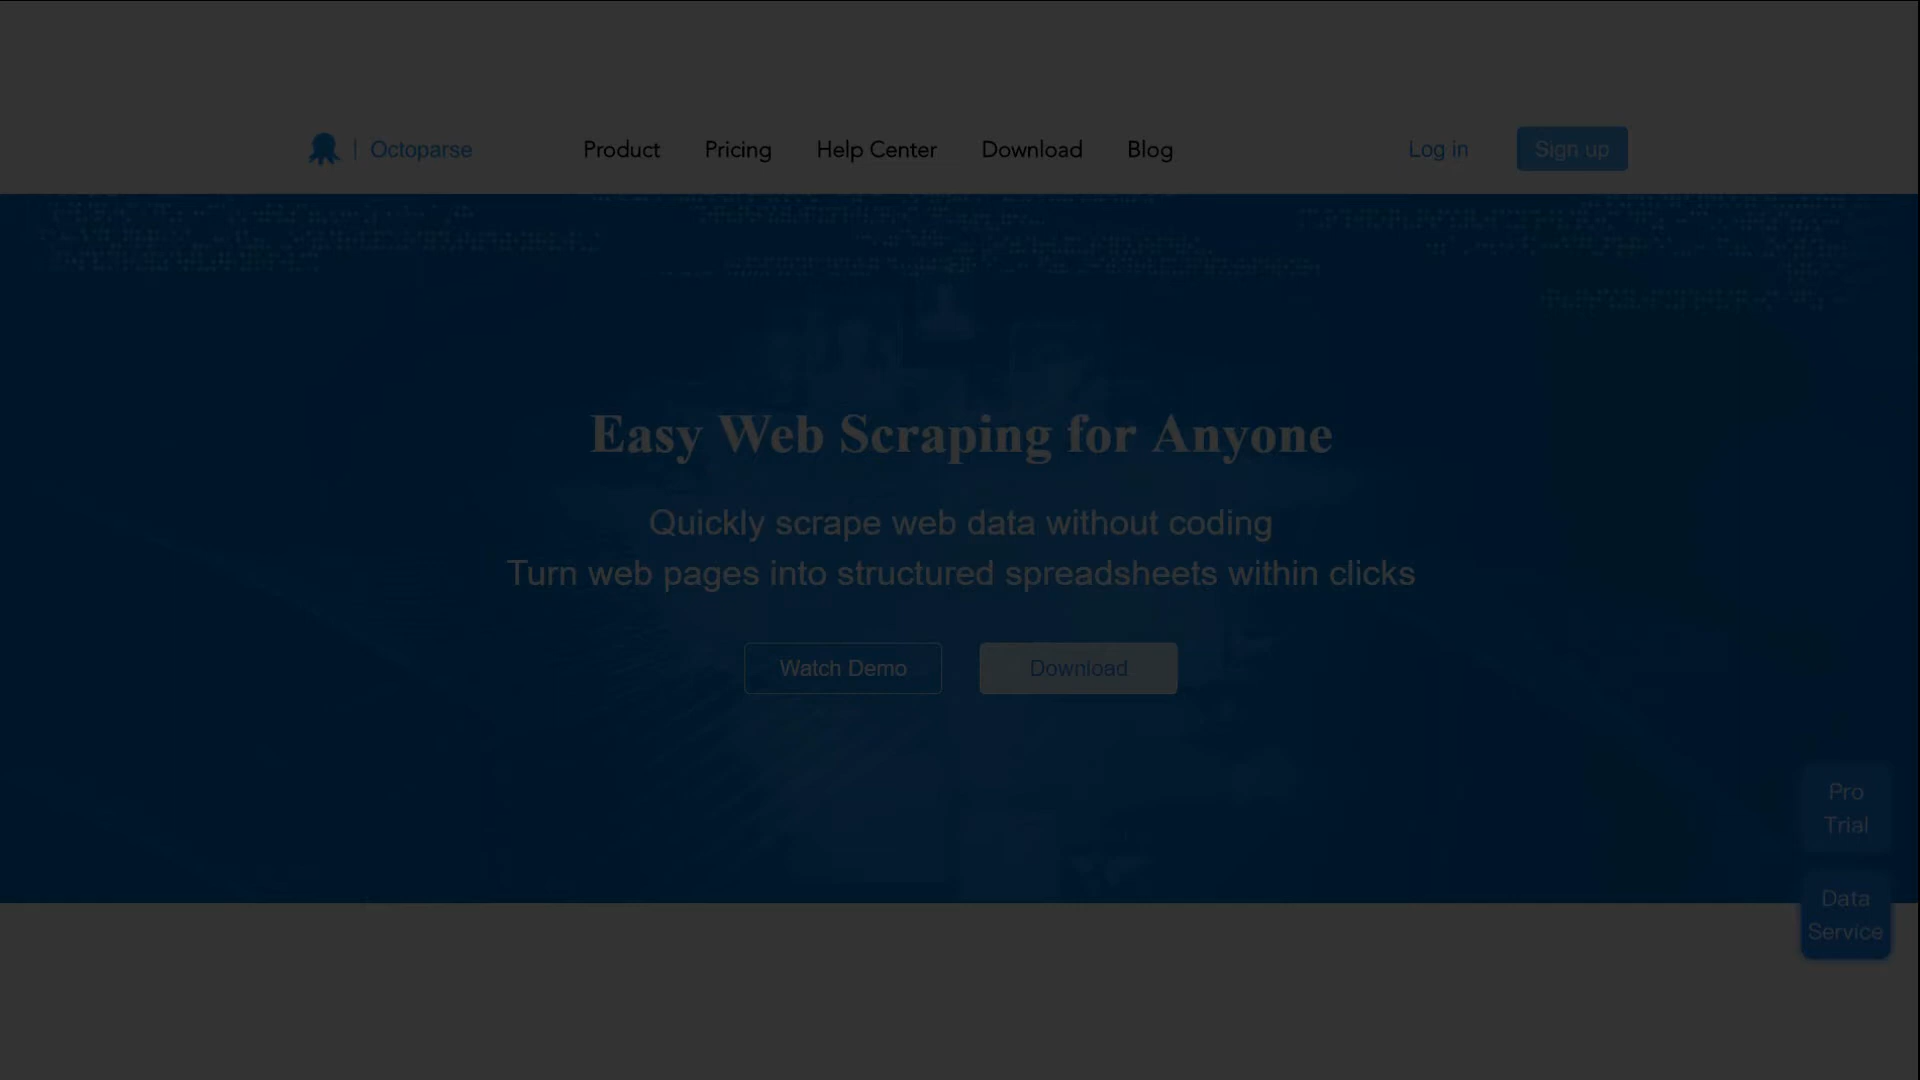 Octoparse
Product Pricing Help Center Download Blog
Log in Sign up
Easy Web Scraping for Anyone
Quickly scrape web data without coding
Turn web pages into structured spreadsheets within clicks
Watch Demo Download
Pro
Trial
Data
Service